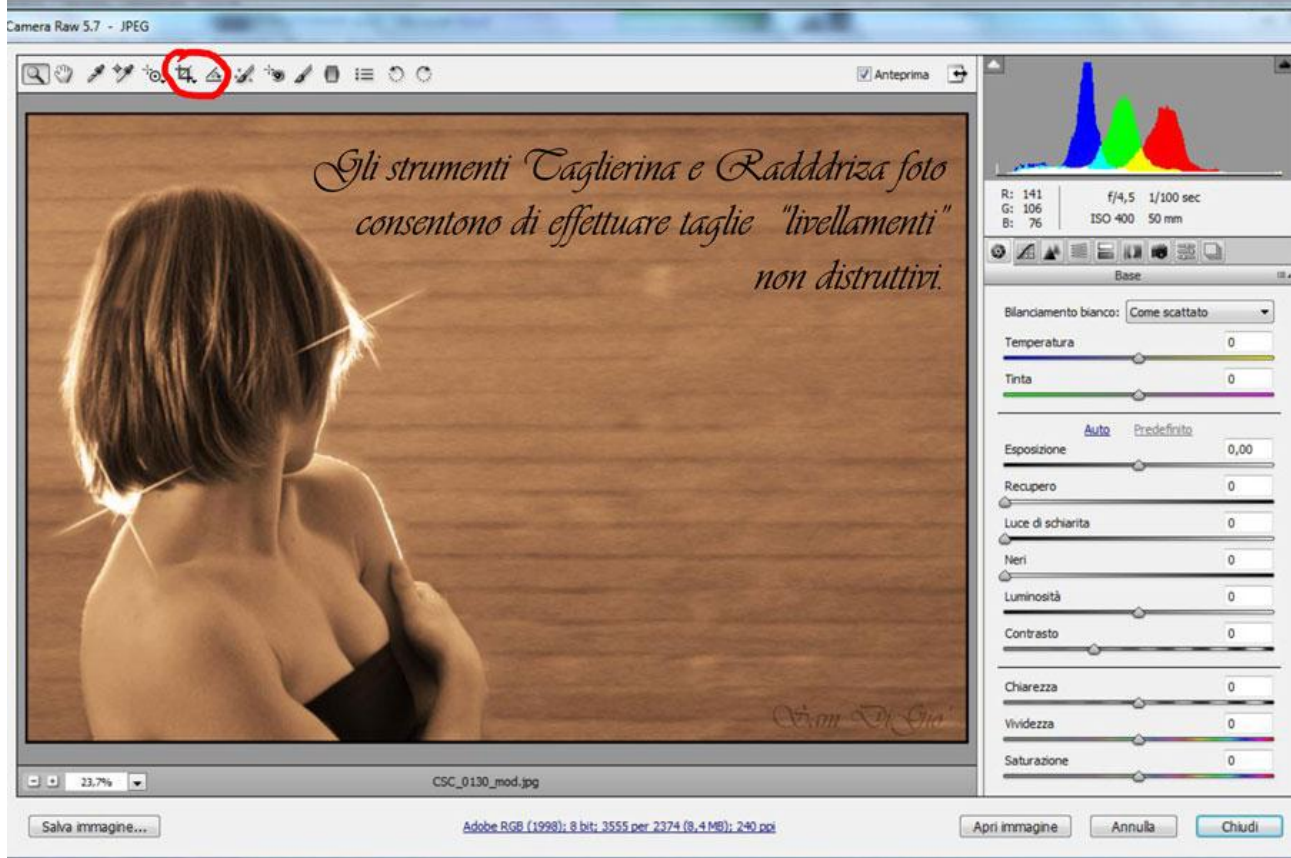 Camera Raw 5.7 - JPEG
Anteprima
Gli strumenti Taglierina e Radddriza foto
consentono di effettuare taglie "livellamenti"
non distruttivi.
Sam Di Gio'
R: 141
G: 106
B: 76
f/4,5 1/100 sec
ISO 400 50 mm
Base
Bilanciamento bianco: Come scattato
Temperatura 0
Tinta 0
Auto Predefinito
Esposizione 0,00
Recupero 0
Luce di schiarita 0
Neri 0
Luminosità 0
Contrasto 0
Chiarezza 0
Vividezza 0
Saturazione 0
23,7%
CSC_0130_mod.jpg
Salva immagine...
Adobe RGB (1998); 8 bit; 3555 per 2374 (8,4 MB); 240 ppi
Apri immagine
Annulla
Chiudi